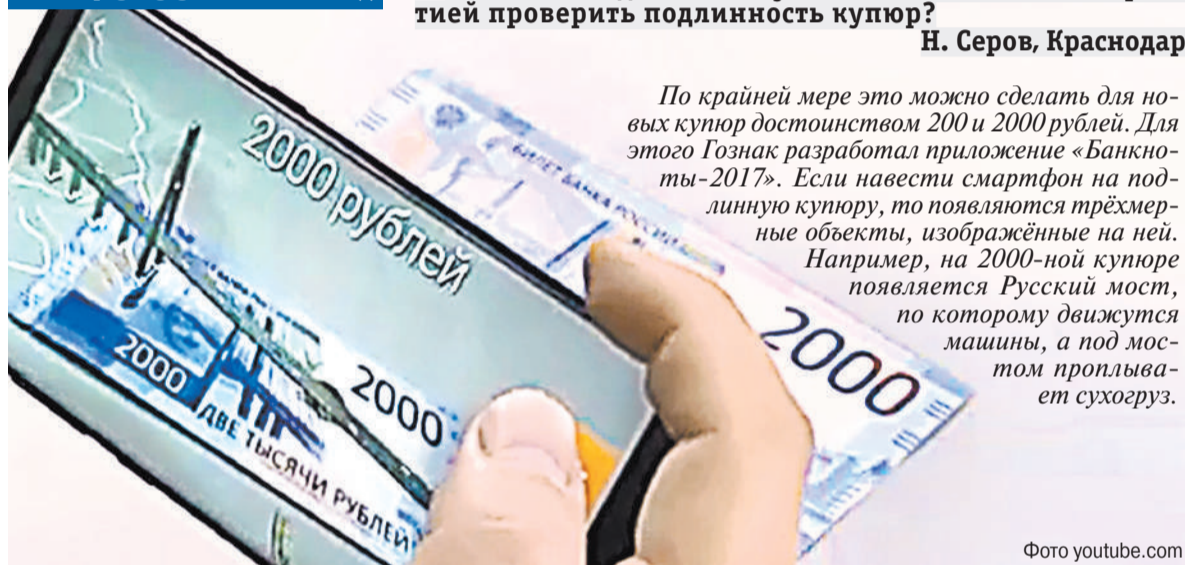 тией проверить подлинность купюр?
Н. Серов, Краснодар
По крайней мере это можно сделать для но-
вых купюр достоинством 200 и 2000 рублей. Для
этого Гознак разработал приложение «Банкно-
ты-2017». Если навести смартфон на под-
линную купюру, то появляются трёхмер-
ные объекты, изображённые на ней.
Например, на 2000-ной купюре
появляется Русский мост,
по которому движутся
машины, а под мос-
том проплыва-
ет сухогруз.
2000 рублей
БИЛЕТ БАНКА РОССИИ
2000
2000
2000
ДВЕ ТЫСЯЧИ РУБЛЕЙ
Фото youtube.com